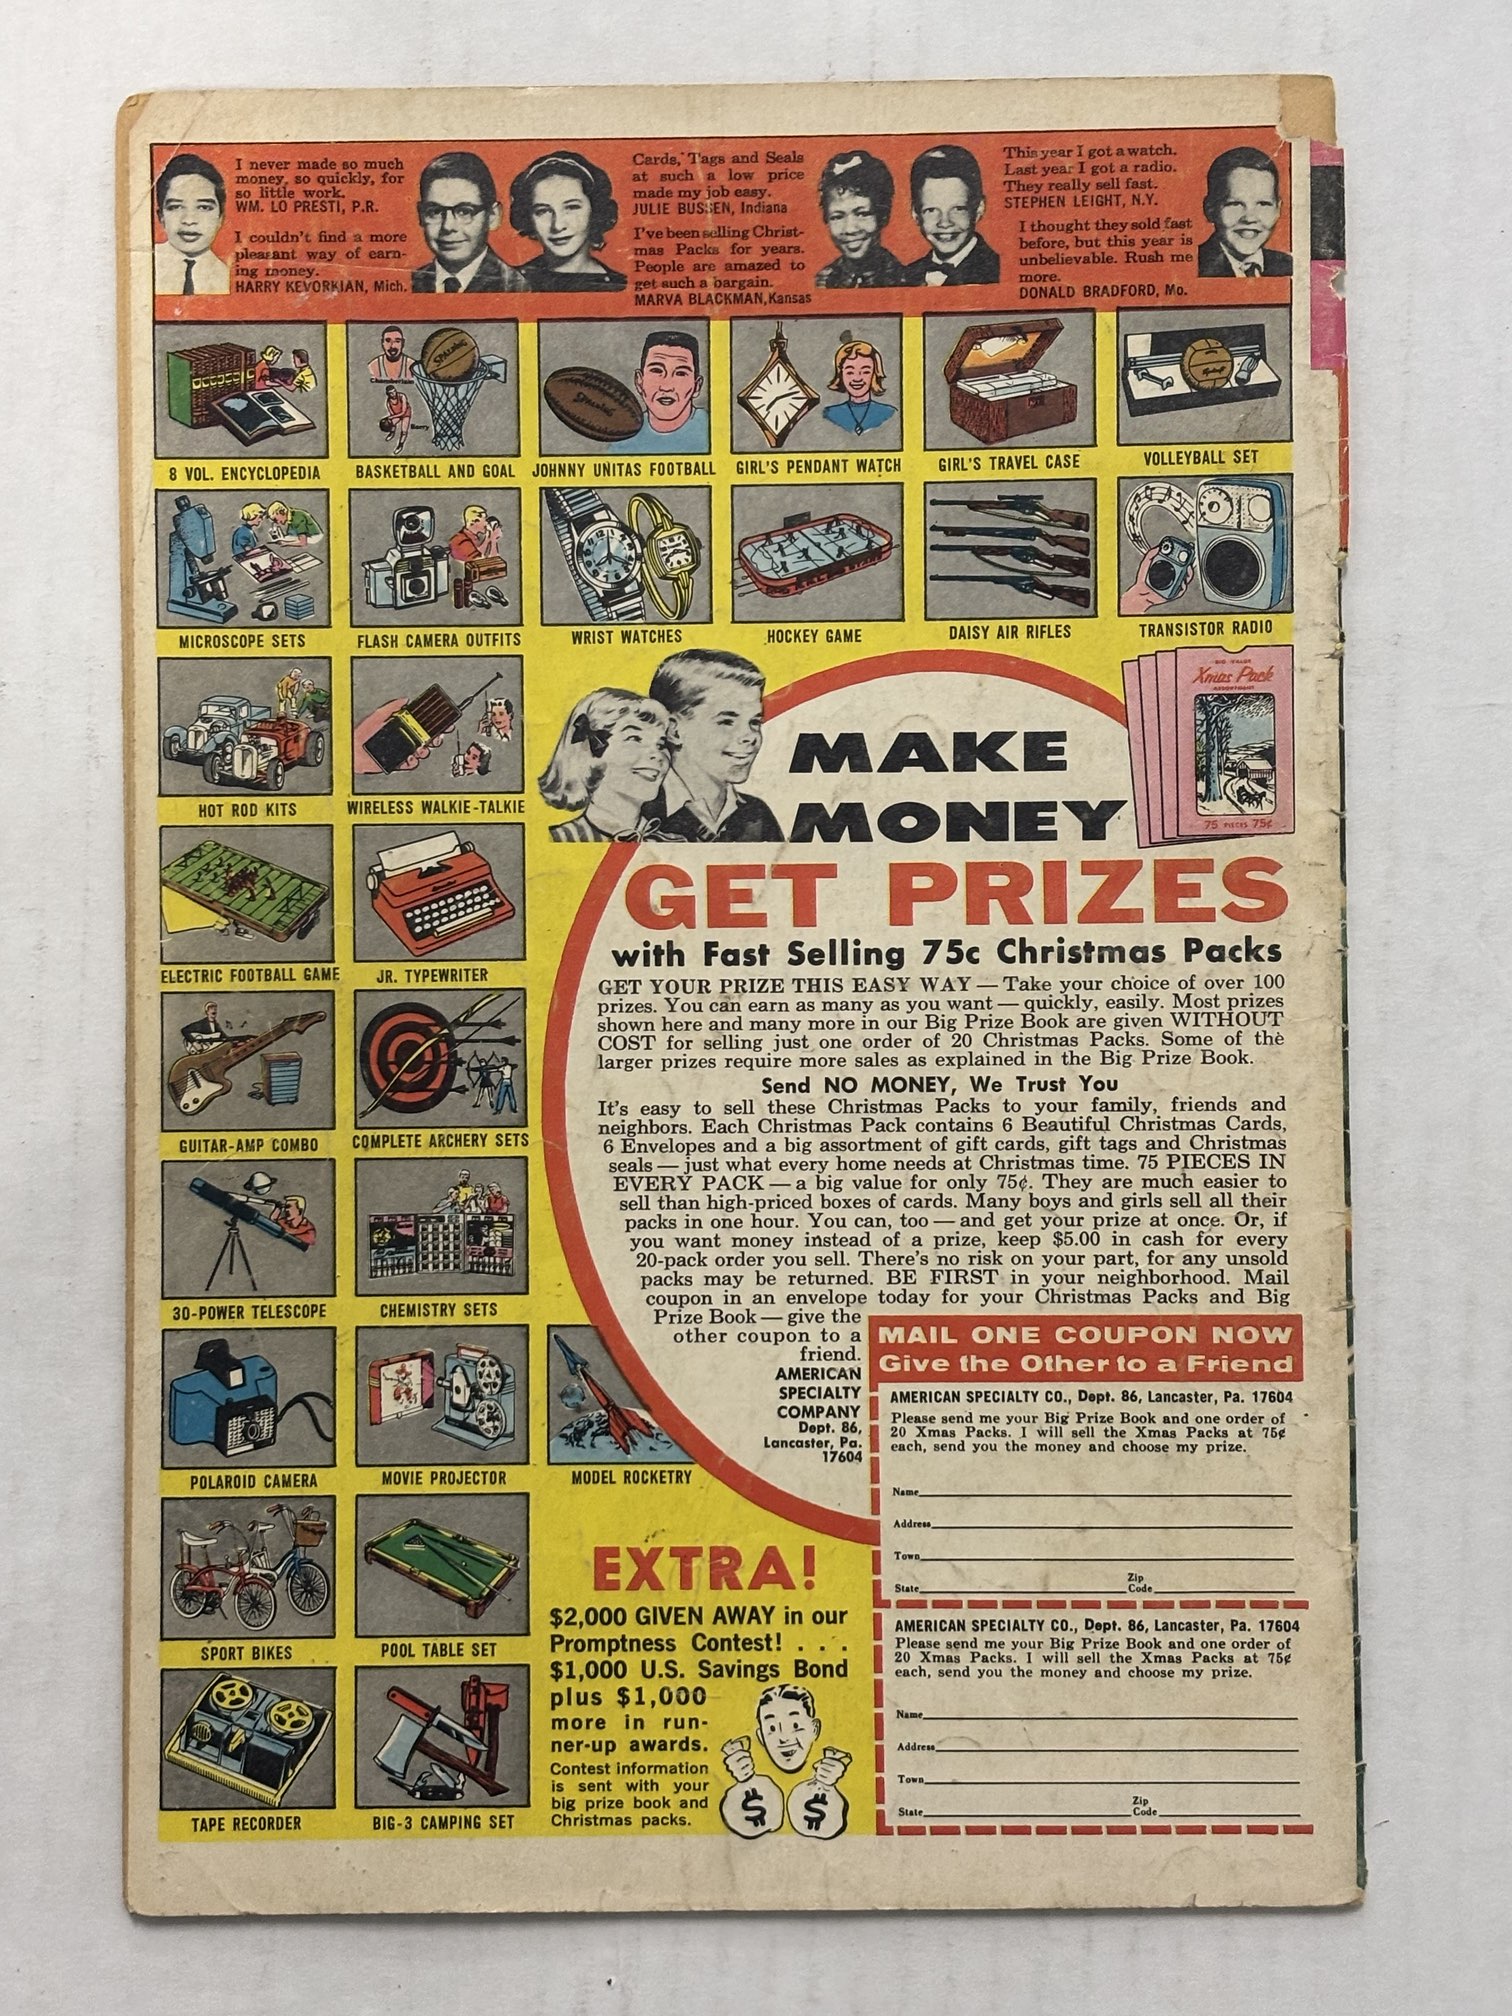 I never made so much
money, so quickly, for
so little work.
WM. LO PRESTI, P.R.
I couldn't find a more
pleasant way of earn-
ing money.
HARRY KEVORKIAN, Mich.
Cards, Tags and Seals
at such a low price
made my job easy.
JULIE BUSSEN, Indiana
I've been selling Christ-
mas Packs for years.
People are amazed to
get such a bargain.
MARVA BLACKMAN, Kansas
This year I got a watch.
Last year I got a radio.
They really sell fast.
STEPHEN LEIGHT, N.Y.
I thought they sold fast
before, but this year is
unbelievable. Rush me
more.
DONALD BRADFORD, Mo.
Chamberlain
SPALDING
Barry
SPALDING
8 VOL. ENCYCLOPEDIA
BASKETBALL AND GOAL
JOHNNY UNITAS FOOTBALL
GIRL'S PENDANT WATCH
GIRL'S TRAVEL CASE
VOLLEYBALL SET
MICROSCOPE SETS
FLASH CAMERA OUTFITS
WRIST WATCHES
HOCKEY GAME
DAISY AIR RIFLES
TRANSISTOR RADIO
HOT ROD KITS
WIRELESS WALKIE-TALKIE
ELECTRIC FOOTBALL GAME
JR. TYPEWRITER
GUITAR-AMP COMBO
COMPLETE ARCHERY SETS
30-POWER TELESCOPE
CHEMISTRY SETS
POLAROID CAMERA
MOVIE PROJECTOR
MODEL ROCKETRY
SPORT BIKES
POOL TABLE SET
TAPE RECORDER
BIG-3 CAMPING SET
BIG VALUE
Xmas Pack
ASSORTMENT
75 PIECES 75¢
MAKE
MONEY
GET PRIZES
with Fast Selling 75c Christmas Packs
GET YOUR PRIZE THIS EASY WAY — Take your choice of over 100
prizes. You can earn as many as you want — quickly, easily. Most prizes
shown here and many more in our Big Prize Book are given WITHOUT
COST for selling just one order of 20 Christmas Packs. Some of the
larger prizes require more sales as explained in the Big Prize Book.
Send NO MONEY, We Trust You
It's easy to sell these Christmas Packs to your family, friends and
neighbors. Each Christmas Pack contains 6 Beautiful Christmas Cards,
6 Envelopes and a big assortment of gift cards, gift tags and Christmas
seals — just what every home needs at Christmas time. 75 PIECES IN
EVERY PACK — a big value for only 75¢. They are much easier to
sell than high-priced boxes of cards. Many boys and girls sell all their
packs in one hour. You can, too — and get your prize at once. Or, if
you want money instead of a prize, keep $5.00 in cash for every
20-pack order you sell. There's no risk on your part, for any unsold
packs may be returned. BE FIRST in your neighborhood. Mail
coupon in an envelope today for your Christmas Packs and Big
Prize Book — give the
other coupon to a
friend.
AMERICAN
SPECIALTY
COMPANY
Dept. 86,
Lancaster, Pa.
17604
MAIL ONE COUPON NOW
Give the Other to a Friend
AMERICAN SPECIALTY CO., Dept. 86, Lancaster, Pa. 17604
Please send me your Big Prize Book and one order of
20 Xmas Packs. I will sell the Xmas Packs at 75¢
each, send you the money and choose my prize.
Name
Address
Town
State Zip Code
AMERICAN SPECIALTY CO., Dept. 86, Lancaster, Pa. 17604
Please send me your Big Prize Book and one order of
20 Xmas Packs. I will sell the Xmas Packs at 75¢
each, send you the money and choose my prize.
Name
Address
Town
State Zip Code
EXTRA!
$2,000 GIVEN AWAY in our
Promptness Contest! . . .
$1,000 U.S. Savings Bond
plus $1,000
more in run-
ner-up awards.
Contest information
is sent with your
big prize book and
Christmas packs.
$ $